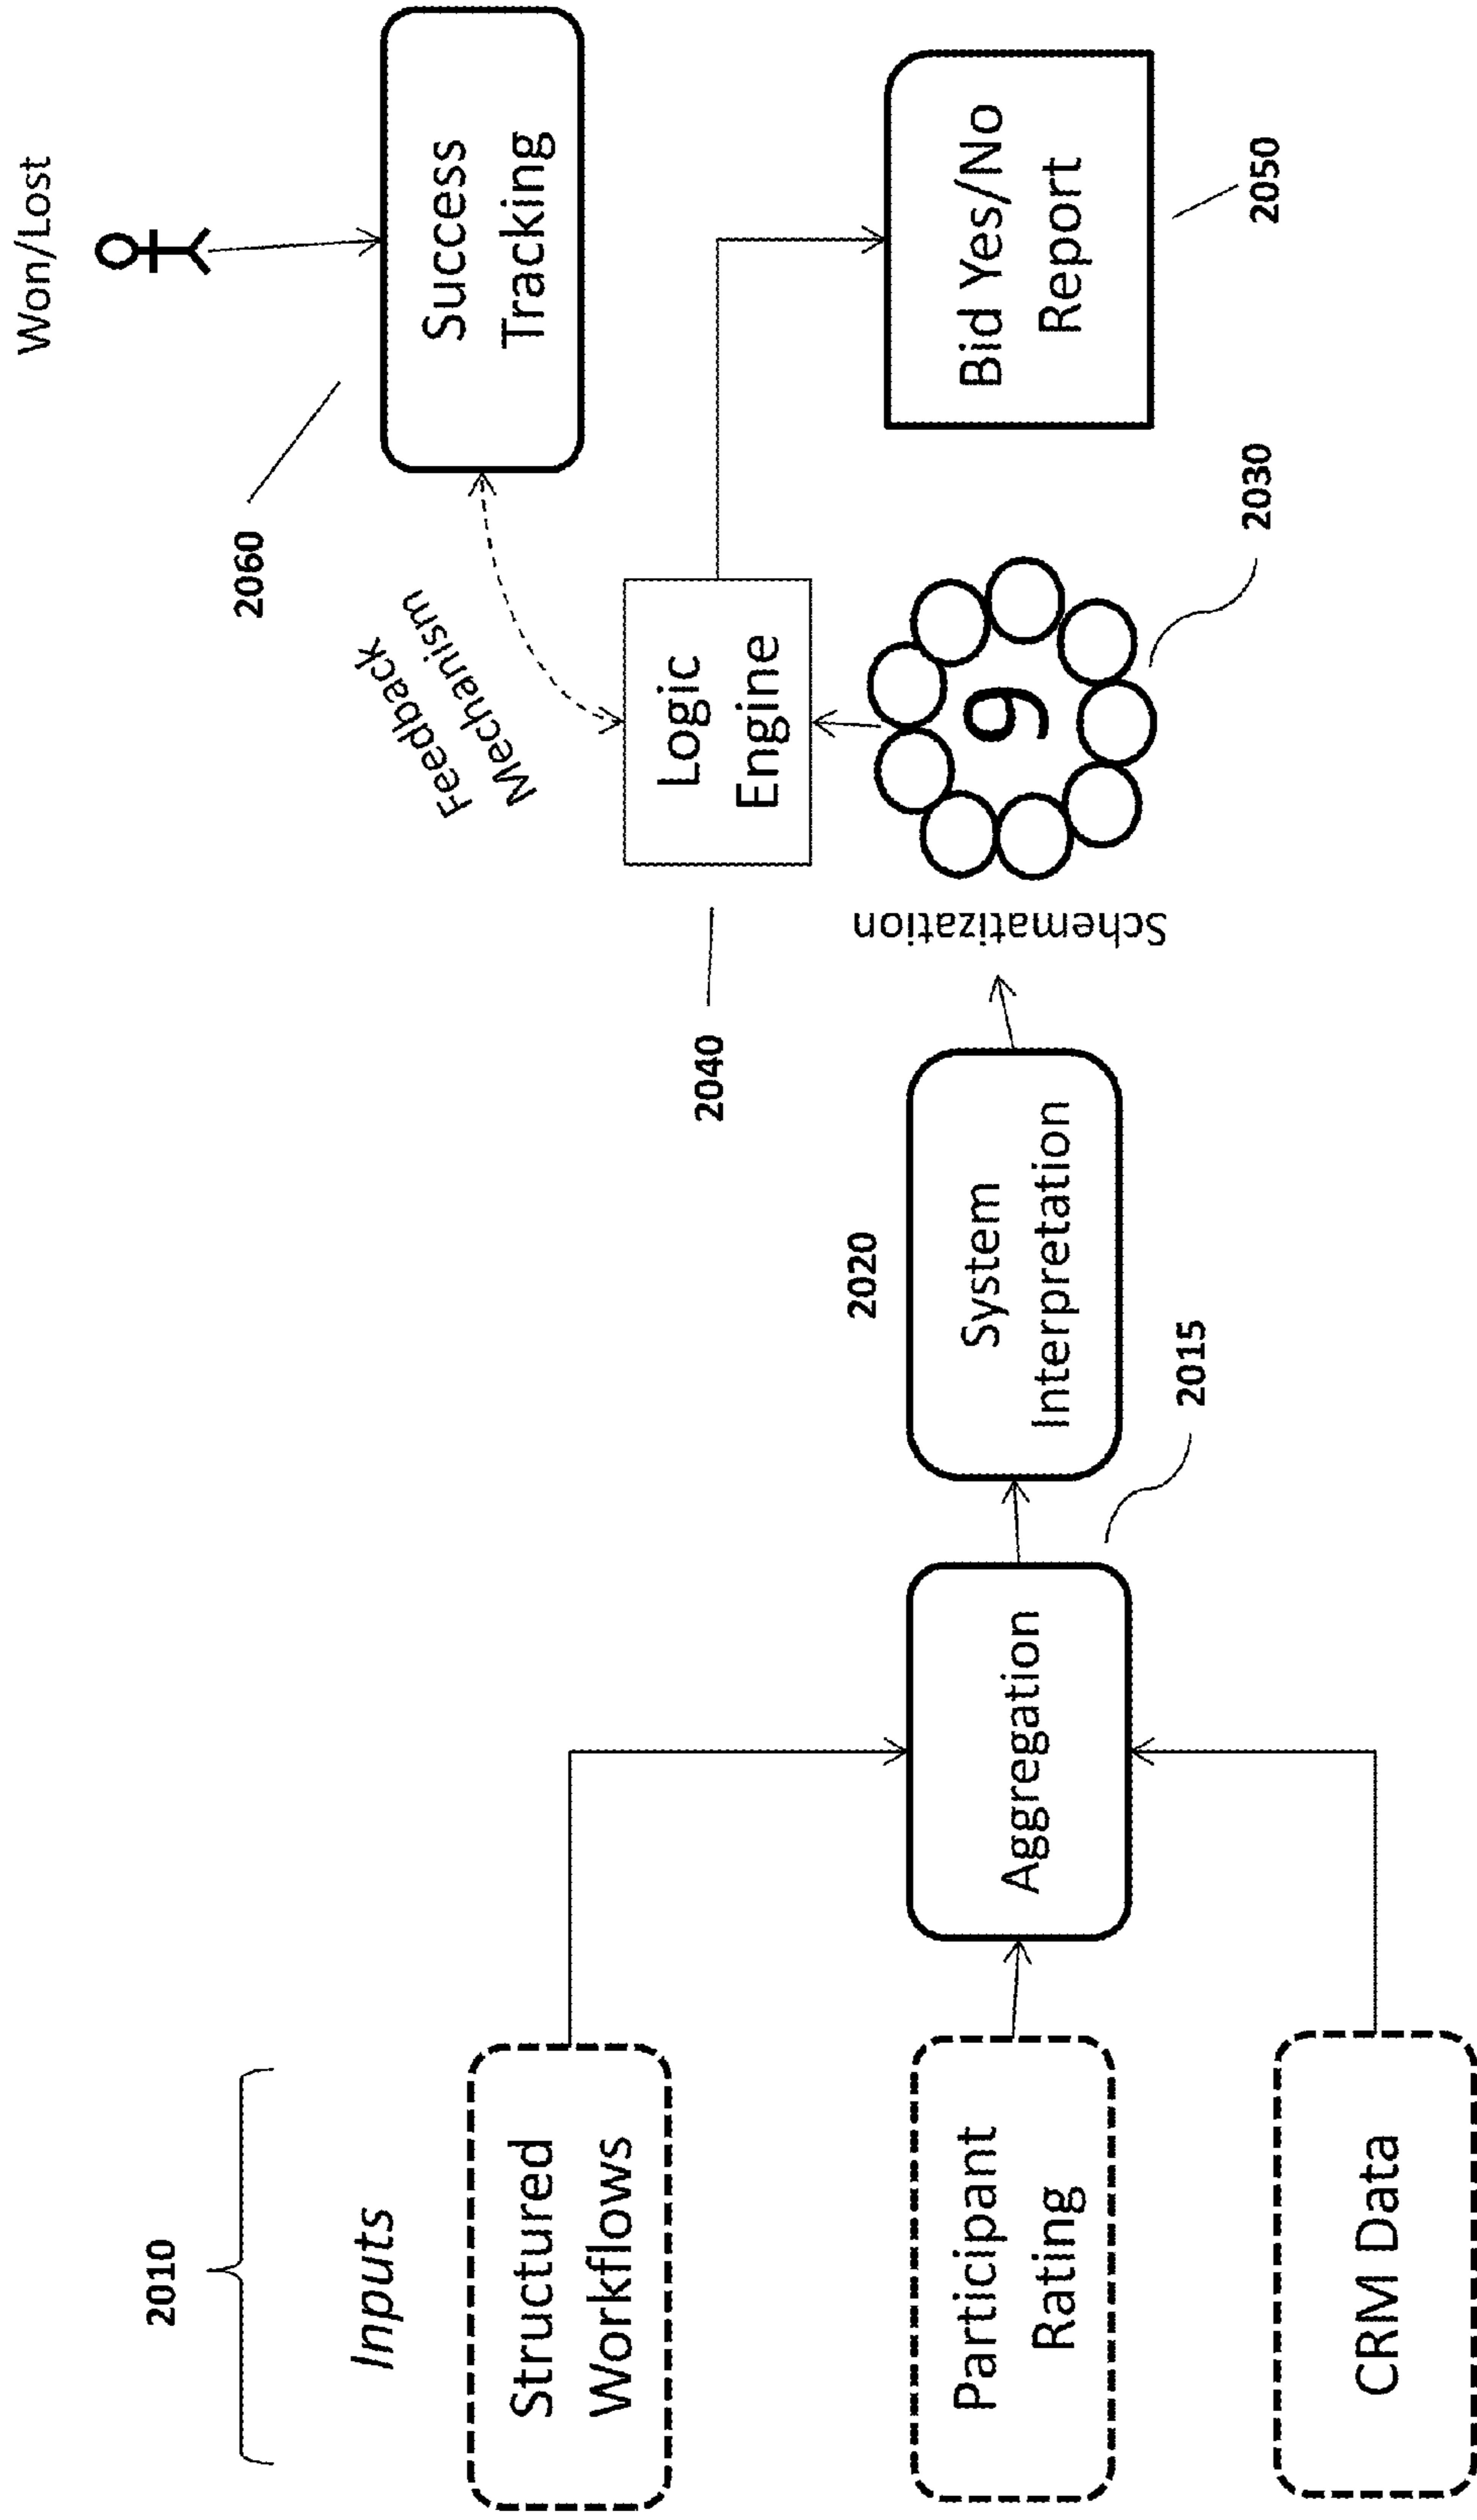 2010
Inputs
Structured
Workflows
Participant
Rating
CRM Data
Aggregation
2015
2020
System
Interpretation
Schematization
9
2030
2040
Logic
Engine
Feedback
Mechanism
2060
Won/Lost
Success
Tracking
Bid Yes/No
Report
2050